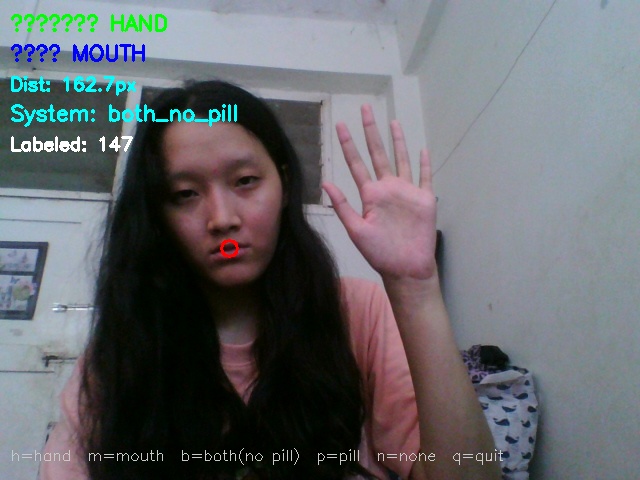 ??????? HAND
???? MOUTH
Dist: 162.7px
System: both_no_pill
Labeled: 147
h=hand m=mouth b=both(no pill) p=pill n=none q=quit